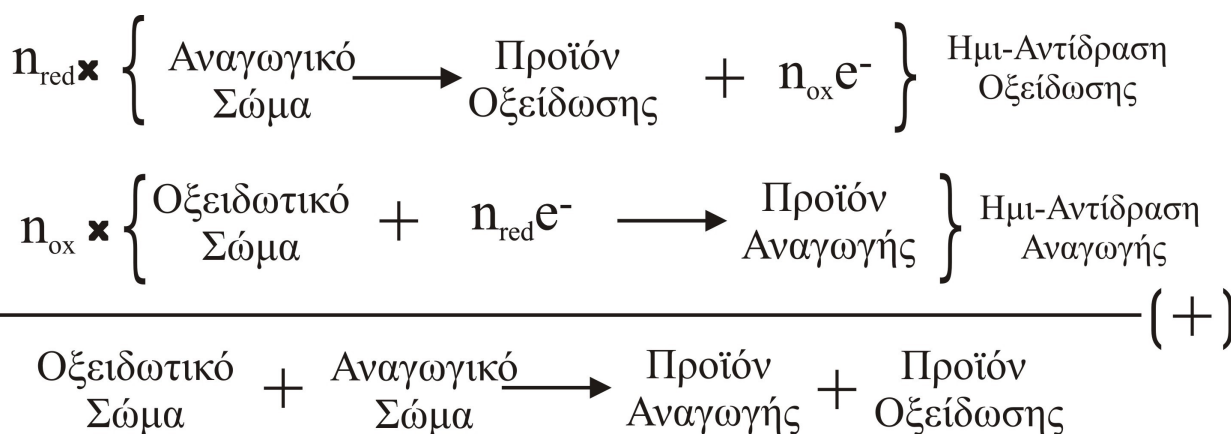 n_red x { Αναγωγικό Σώμα → Προϊόν Οξείδωσης + n_ox e⁻ } Ημι-Αντίδραση Οξείδωσης
n_ox x { Οξειδωτικό Σώμα + n_red e⁻ → Προϊόν Αναγωγής } Ημι-Αντίδραση Αναγωγής
(+)
Οξειδωτικό Σώμα + Αναγωγικό Σώμα → Προϊόν Αναγωγής + Προϊόν Οξείδωσης